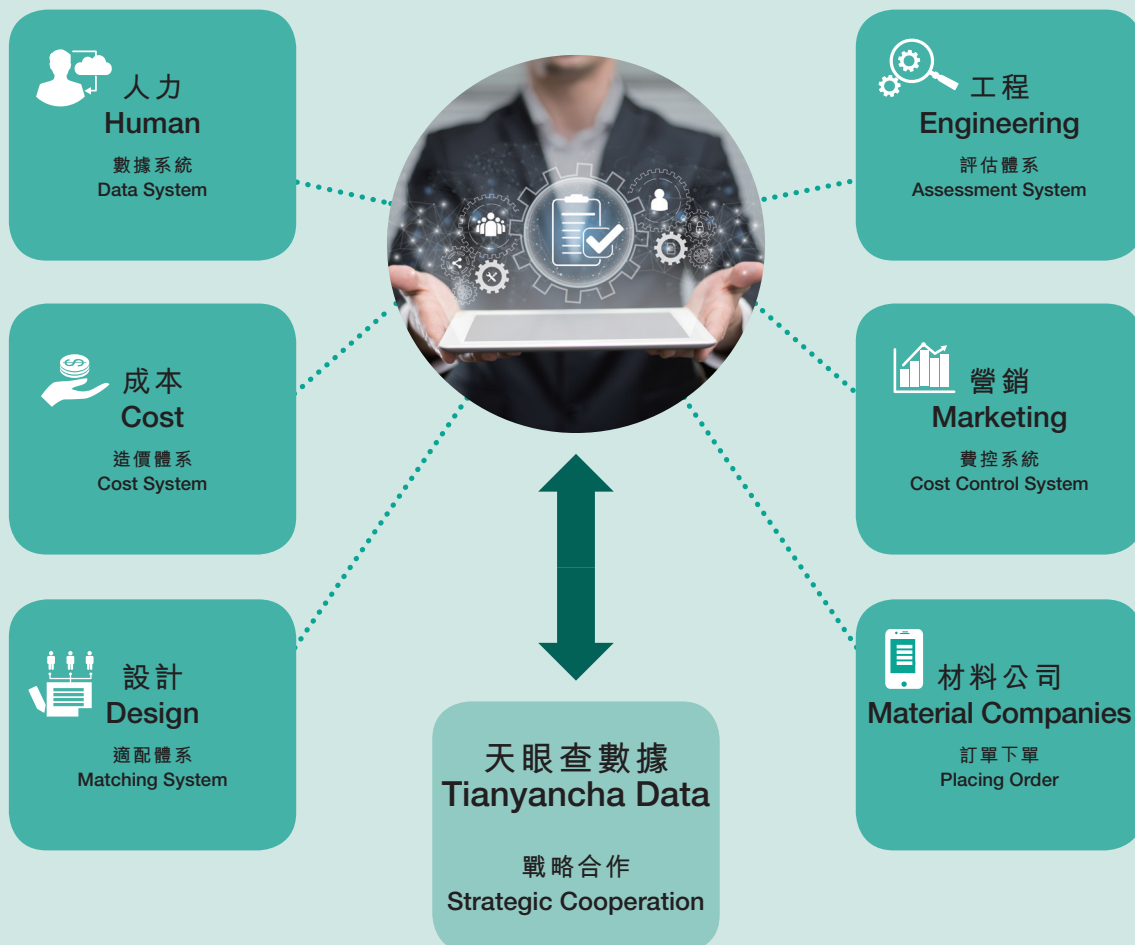 人力
Human
數據系統
Data System
成本
Cost
造價體系
Cost System
設計
Design
適配體系
Matching System
天眼查數據
Tianyancha Data
戰略合作
Strategic Cooperation
工程
Engineering
評估體系
Assessment System
營銷
Marketing
費控系統
Cost Control System
材料公司
Material Companies
訂單下單
Placing Order